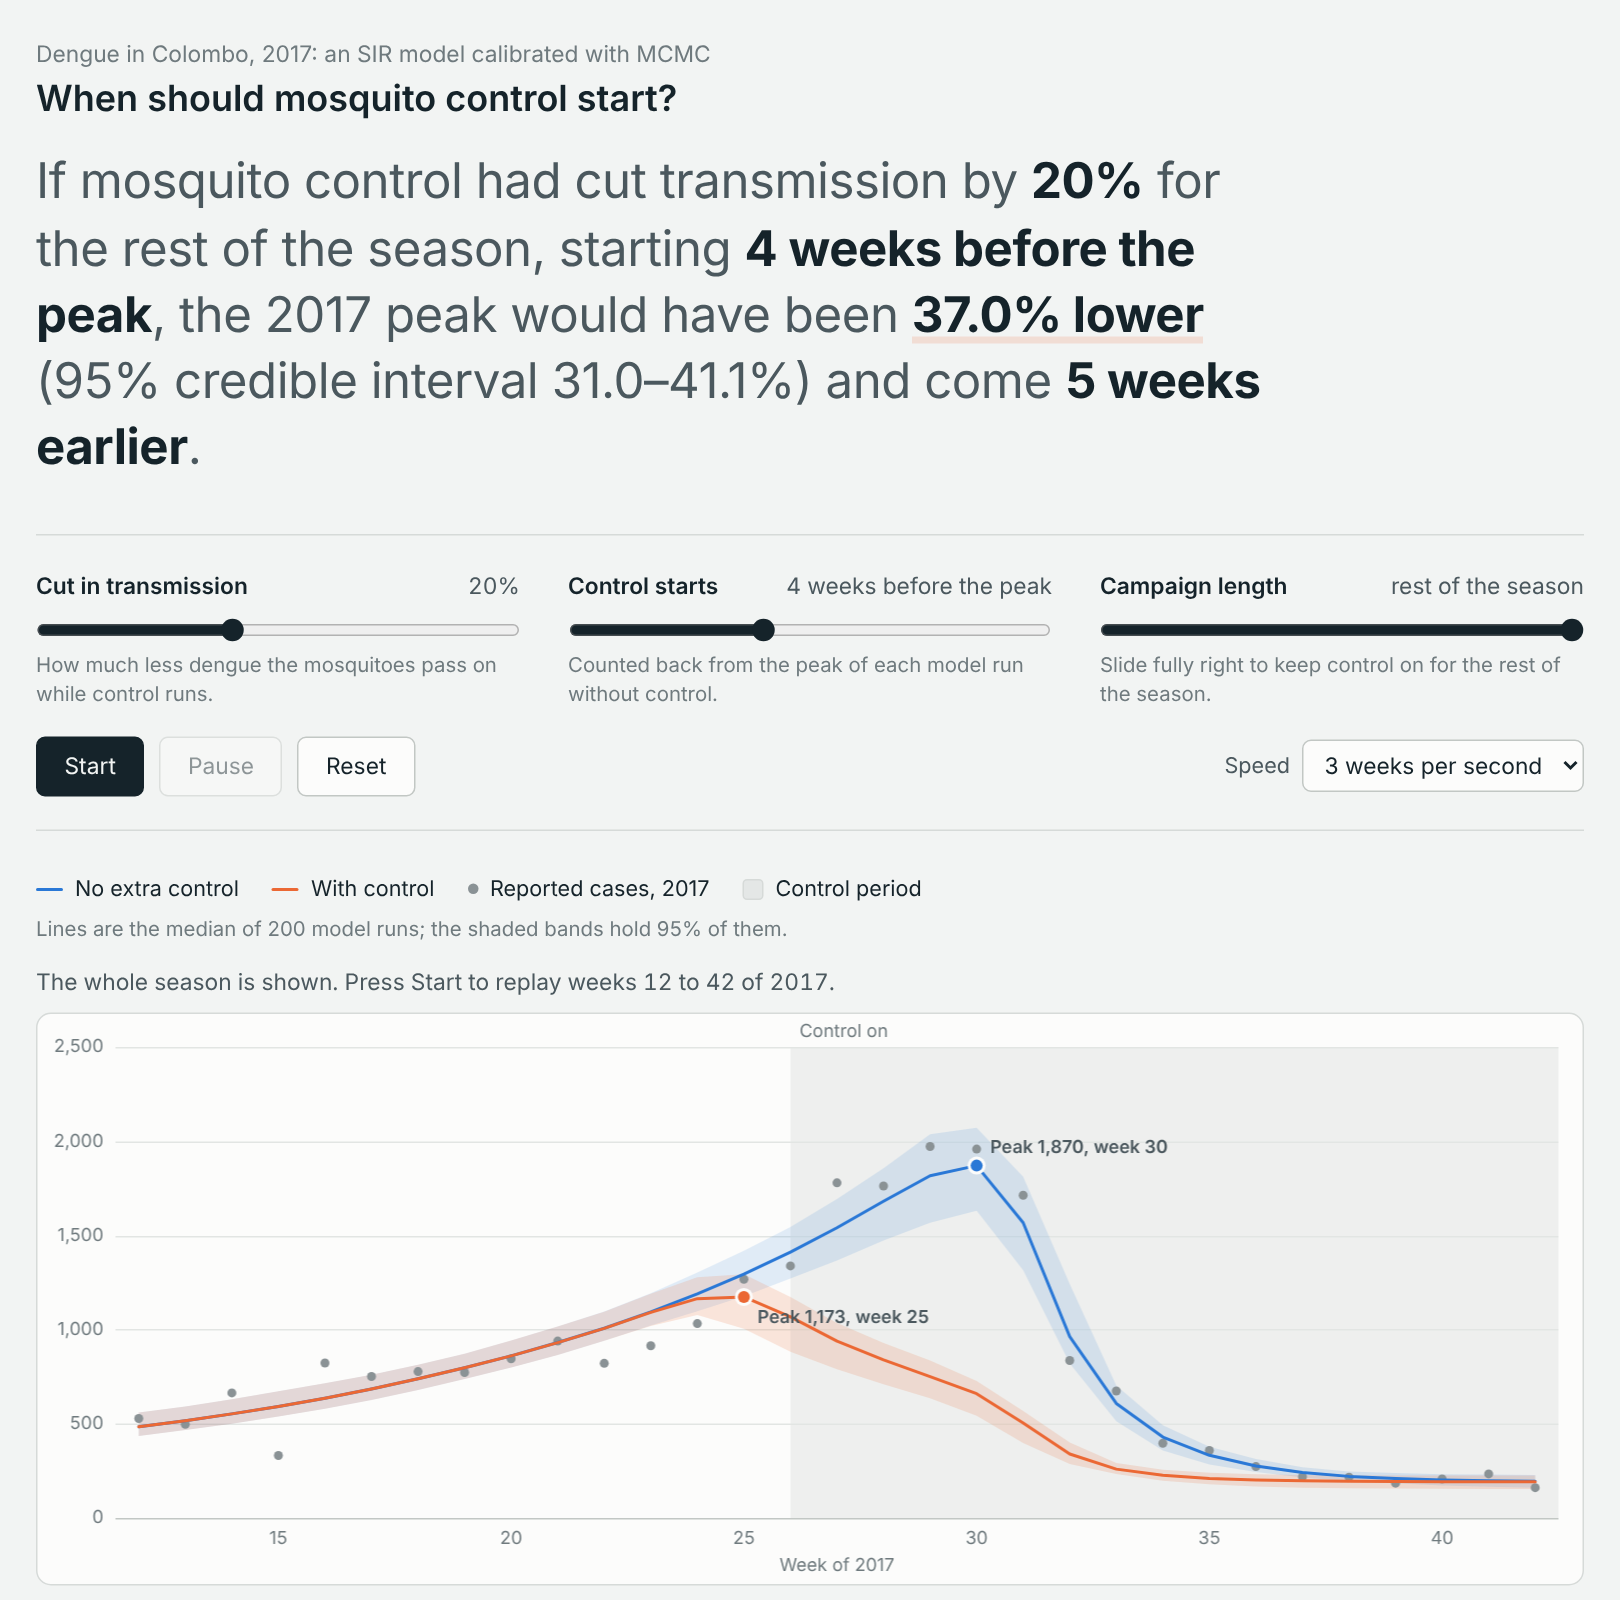 Dengue in Colombo, 2017: an SIR model calibrated with MCMC
When should mosquito control start?
If mosquito control had cut transmission by 20% for
the rest of the season, starting 4 weeks before the
peak, the 2017 peak would have been 37.0% lower
(95% credible interval 31.0–41.1%) and come 5 weeks
earlier.
Cut in transmission 20%
How much less dengue the mosquitoes pass on
while control runs.
Control starts 4 weeks before the peak
Counted back from the peak of each model run
without control.
Campaign length rest of the season
Slide fully right to keep control on for the rest of
the season.
Start Pause Reset
Speed 3 weeks per second
No extra control With control Reported cases, 2017 Control period
Lines are the median of 200 model runs; the shaded bands hold 95% of them.
The whole season is shown. Press Start to replay weeks 12 to 42 of 2017.
Control on
2,500
2,000
Peak 1,870, week 30
1,500
Peak 1,173, week 25
1,000
500
0
15 20 25 30 35 40
Week of 2017